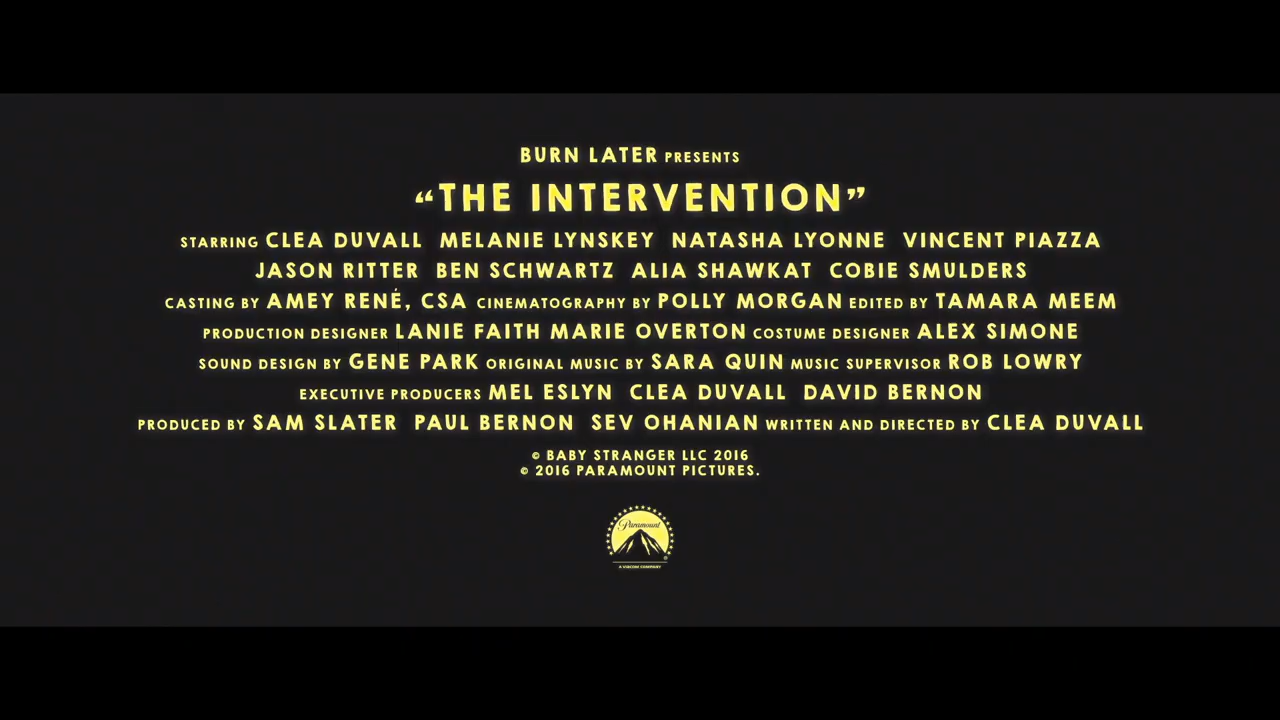 BURN LATER PRESENTS
“THE INTERVENTION”
STARRING CLEA DUVALL MELANIE LYNSKEY NATASHA LYONNE VINCENT PIAZZA
JASON RITTER BEN SCHWARTZ ALIA SHAWKAT COBIE SMULDERS
CASTING BY AMEY RENÉ, CSA CINEMATOGRAPHY BY POLLY MORGAN EDITED BY TAMARA MEEM
PRODUCTION DESIGNER LANIE FAITH MARIE OVERTON COSTUME DESIGNER ALEX SIMONE
SOUND DESIGN BY GENE PARK ORIGINAL MUSIC BY SARA QUIN MUSIC SUPERVISOR ROB LOWRY
EXECUTIVE PRODUCERS MEL ESLYN CLEA DUVALL DAVID BERNON
PRODUCED BY SAM SLATER PAUL BERNON SEV OHANIAN WRITTEN AND DIRECTED BY CLEA DUVALL
© BABY STRANGER LLC 2016
© 2016 PARAMOUNT PICTURES.
Paramount
A VIACOM COMPANY